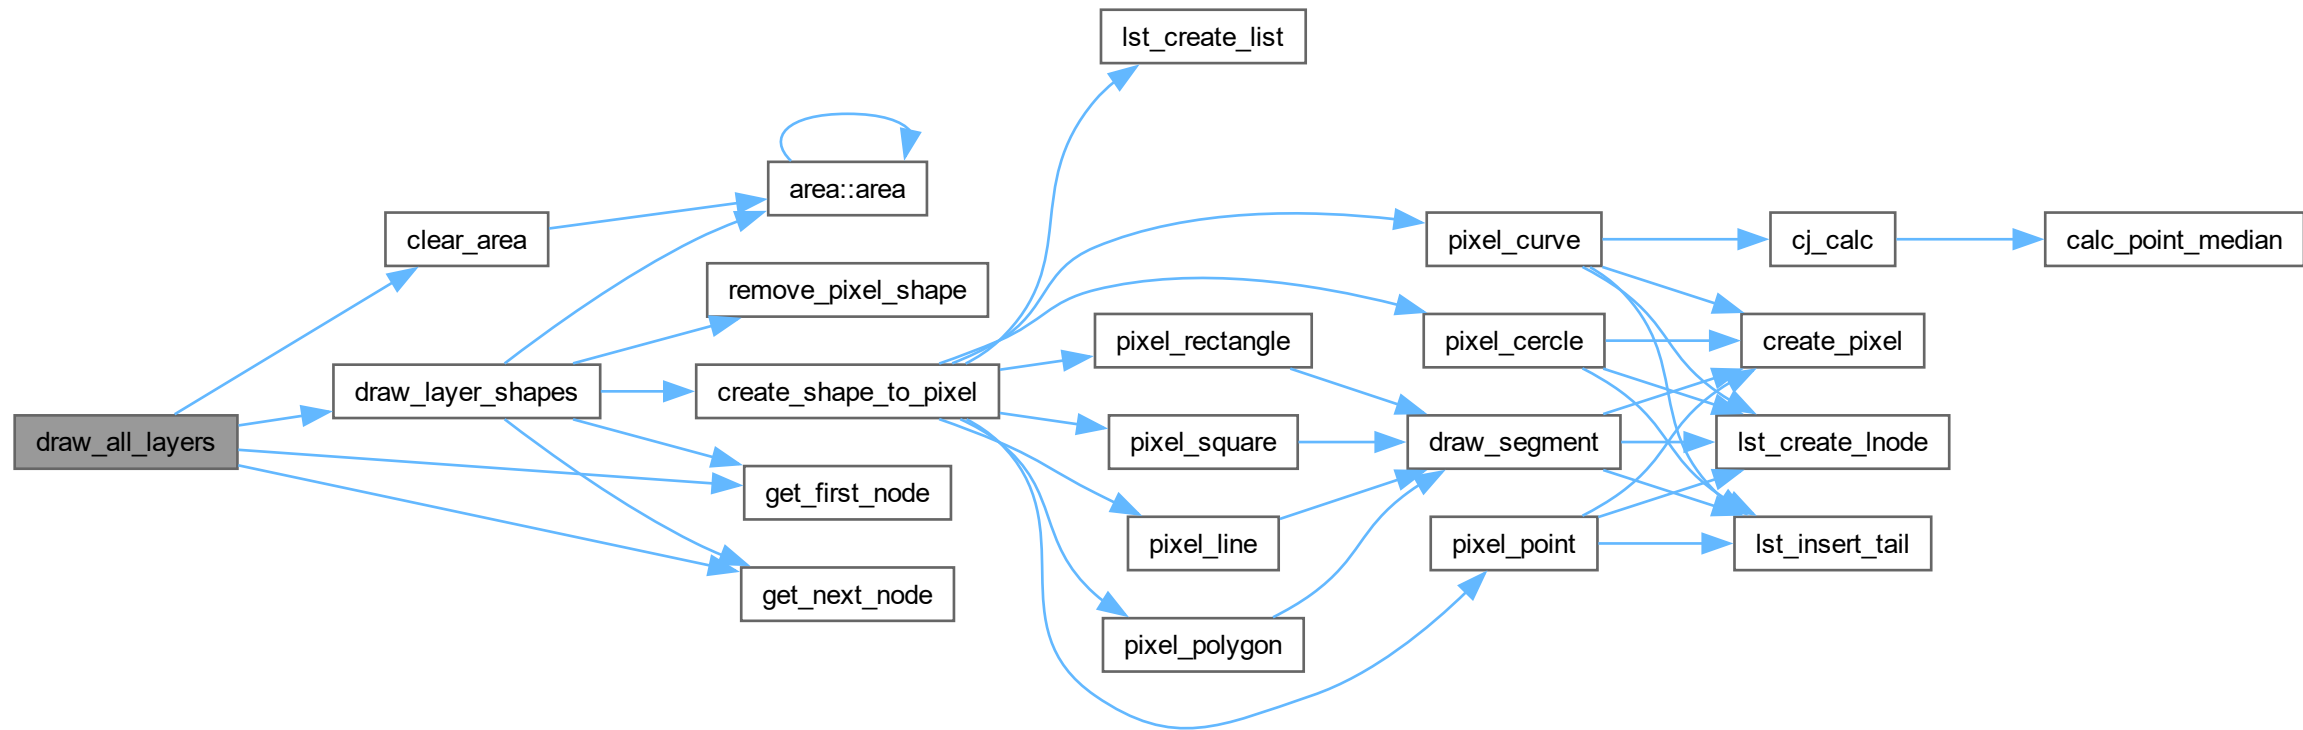 draw_all_layers
clear_area
draw_layer_shapes
area::area
remove_pixel_shape
create_shape_to_pixel
get_first_node
get_next_node
lst_create_list
pixel_rectangle
pixel_square
pixel_line
pixel_polygon
pixel_curve
pixel_cercle
draw_segment
pixel_point
cj_calc
create_pixel
lst_create_lnode
lst_insert_tail
calc_point_median